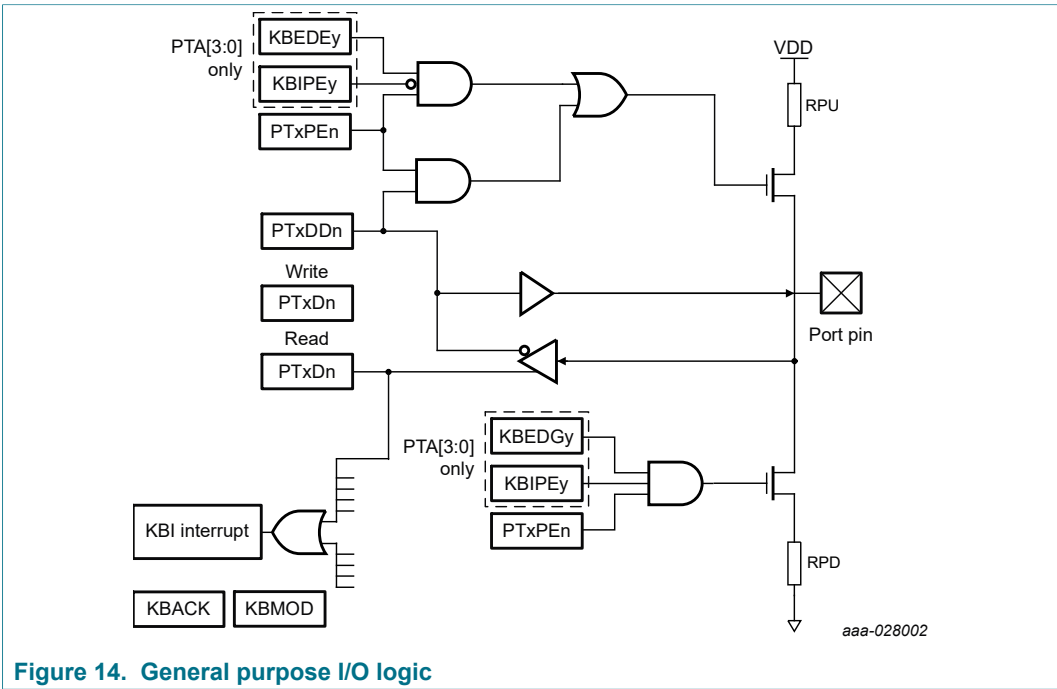 KBEDEy
PTA[3:0]
only
KBIPEy
PTxPEn
VDD
RPU
PTxDDn
Write
PTxDn
Read
PTxDn
Port pin
KBEDGy
PTA[3:0]
only
KBIPEy
PTxPEn
KBI interrupt
RPD
KBACK
KBMOD
aaa-028002
Figure 14. General purpose I/O logic